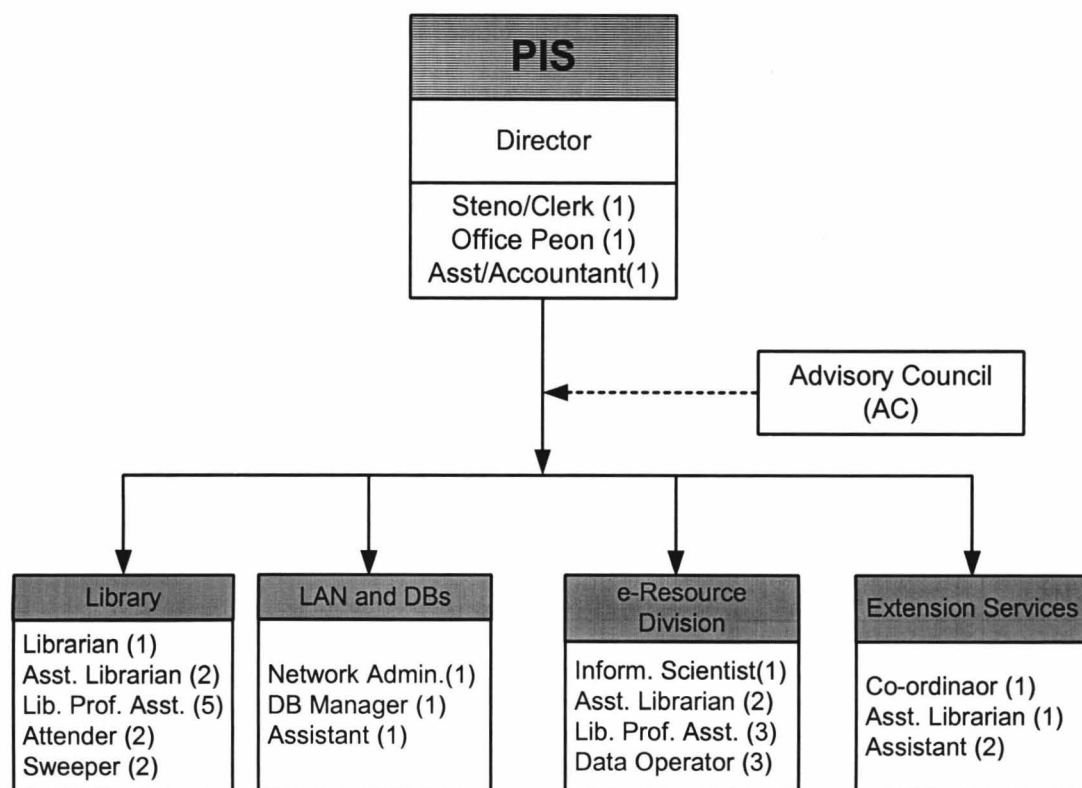 PIS
Director
Steno/Clerk (1)
Office Peon (1)
Asst/Accountant(1)
Advisory Council
(AC)
Library
Librarian (1)
Asst. Librarian (2)
Lib. Prof. Asst. (5)
Attender (2)
Sweeper (2)
LAN and DBs
Network Admin.(1)
DB Manager (1)
Assistant (1)
e-Resource
Division
Inform. Scientist(1)
Asst. Librarian (2)
Lib. Prof. Asst. (3)
Data Operator (3)
Extension Services
Co-ordinaor (1)
Asst. Librarian (1)
Assistant (2)